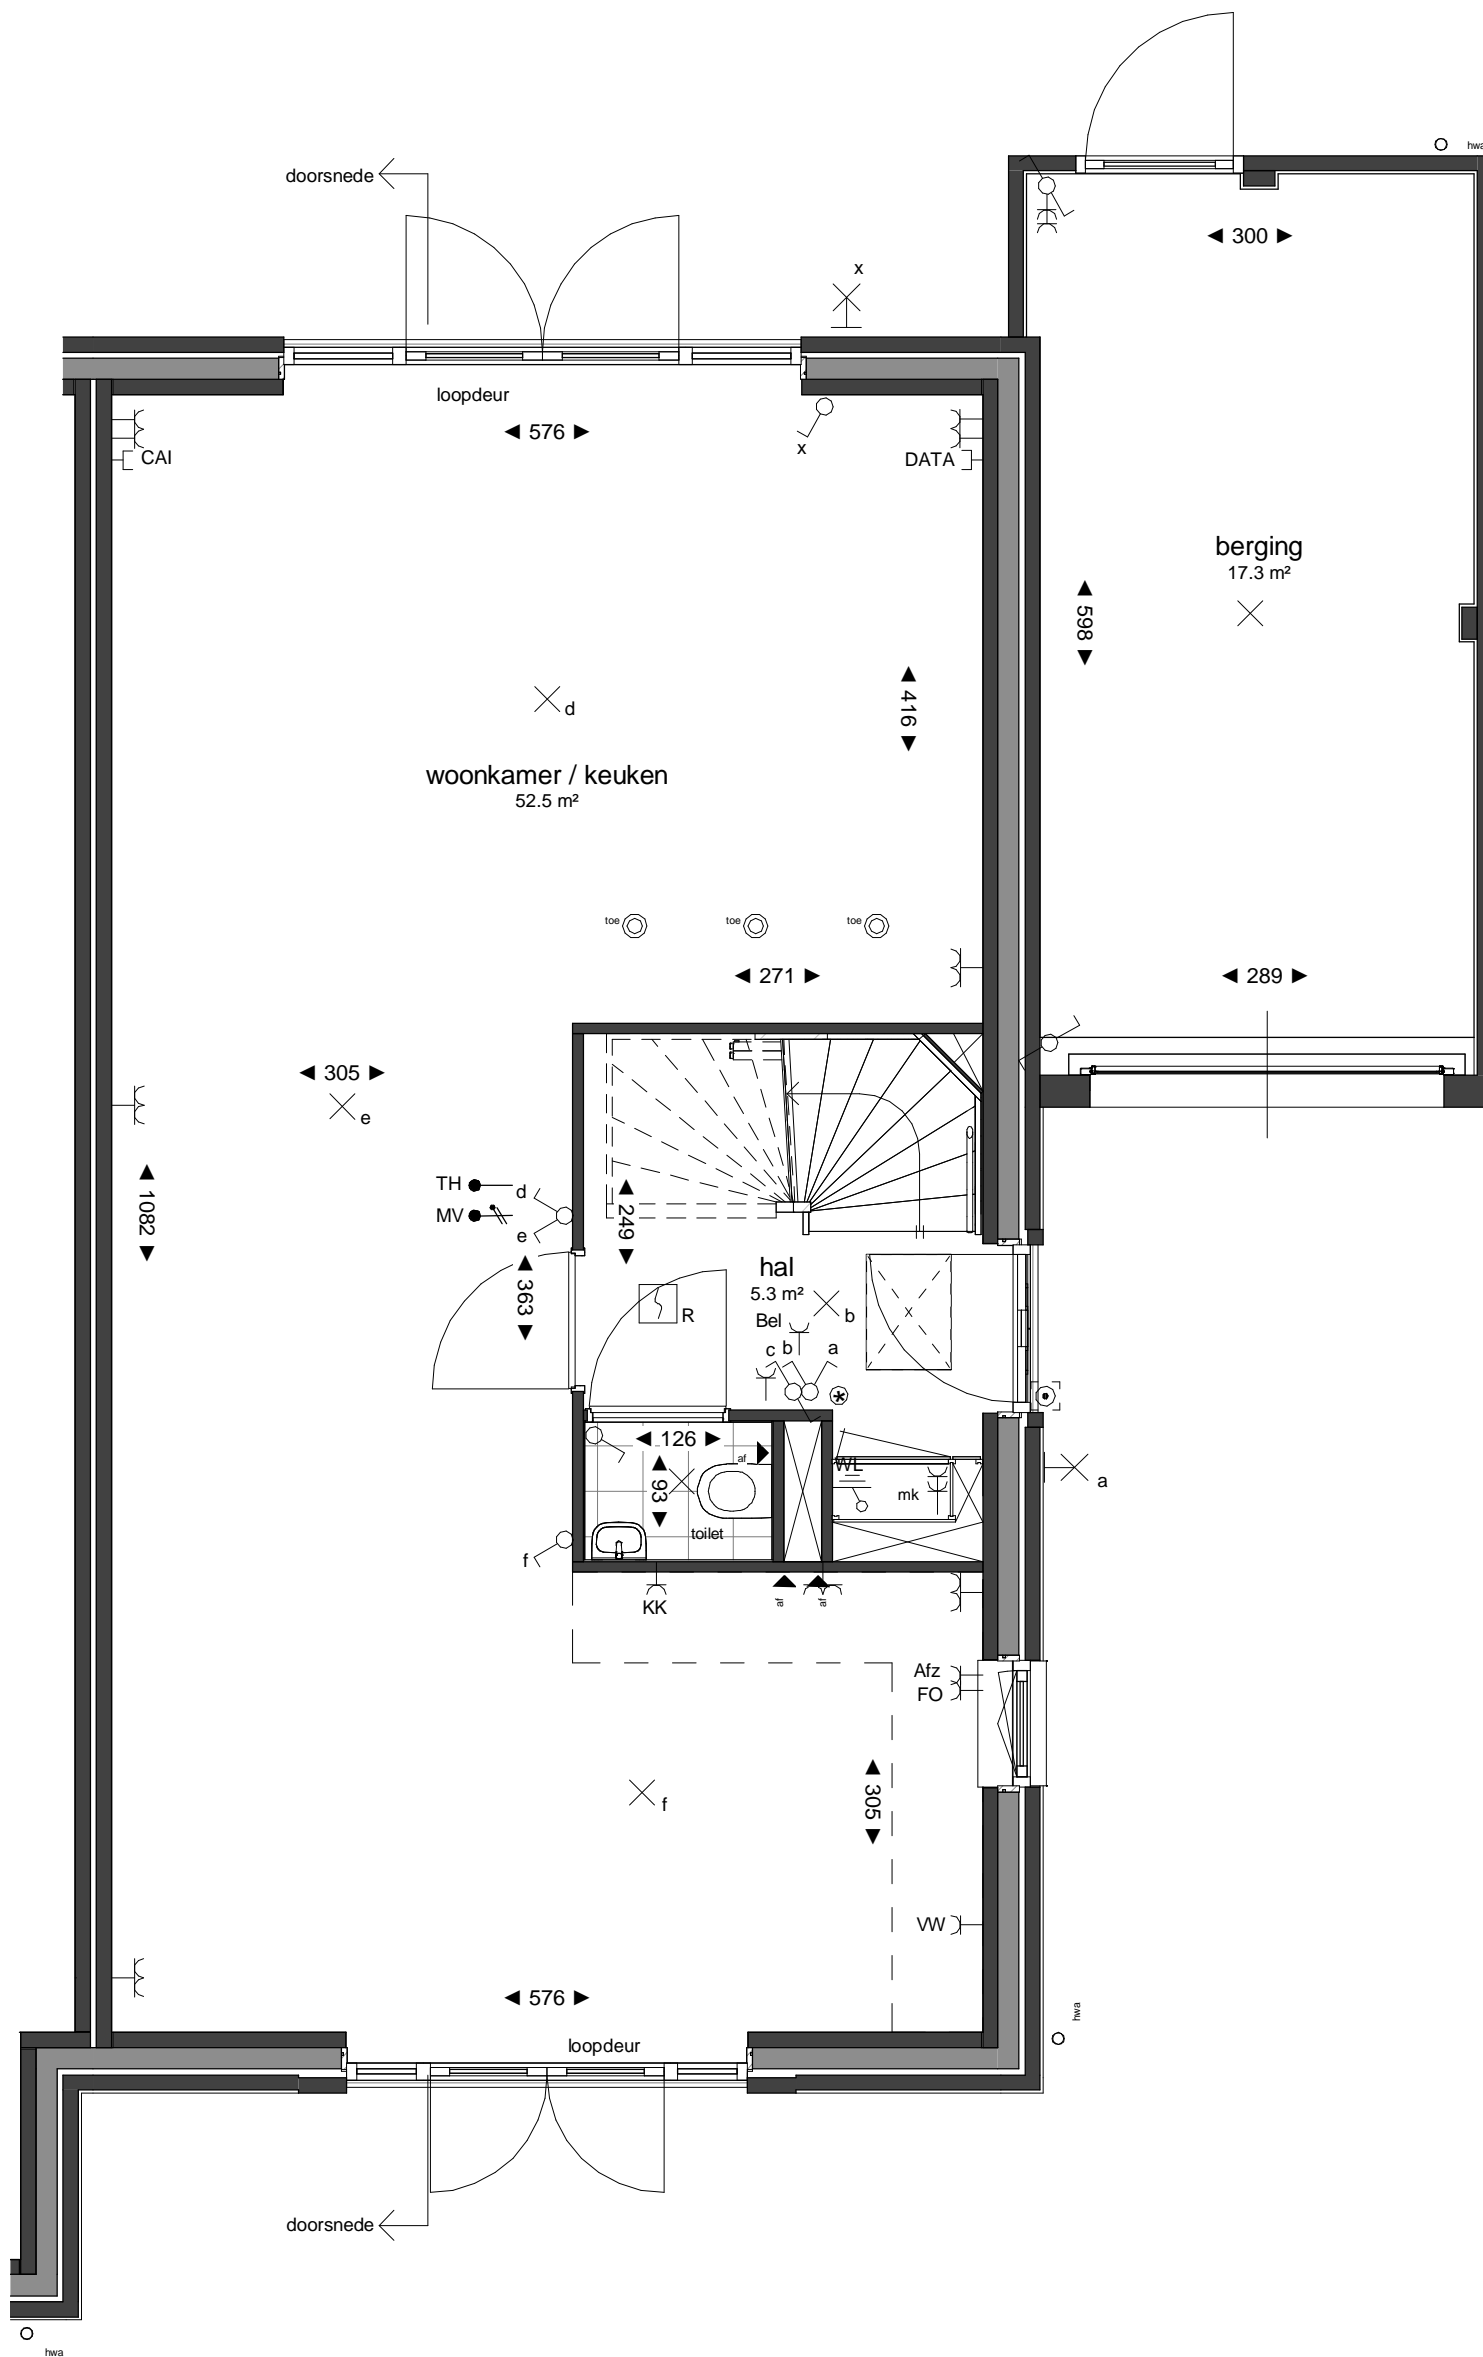 hwa
doorsnede
300
x
loopdeur
576
x
CAI
DATA
berging
17.3 m²
598
416
d
woonkamer / keuken
52.5 m²
toe
toe
toe
271
289
305
e
1082
TH
d
MV
e
249
363
hal
5.3 m²
b
R
Bel
c
b
a
*
126
af
93
WL
mk
a
toilet
f
KK
af
af
Afz
FO
f
305
VW
576
hwa
loopdeur
doorsnede
hwa